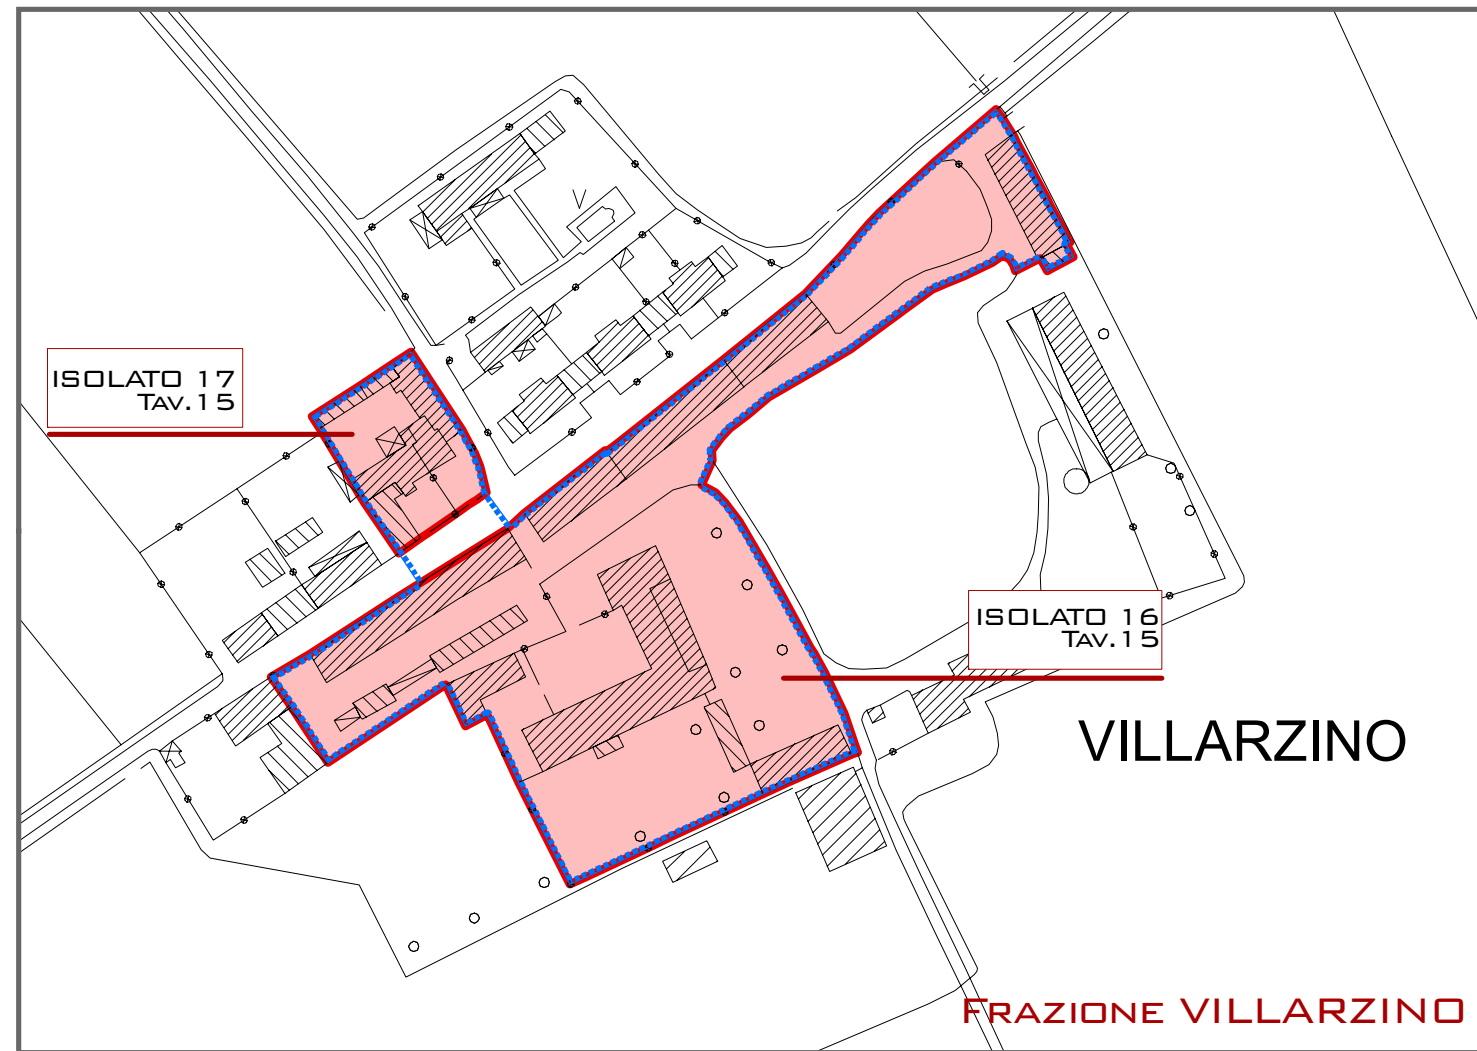 ISOLATO 17
TAV.15
ISOLATO 16
TAV.15
VILLARZINO
FRAZIONE VILLARZINO